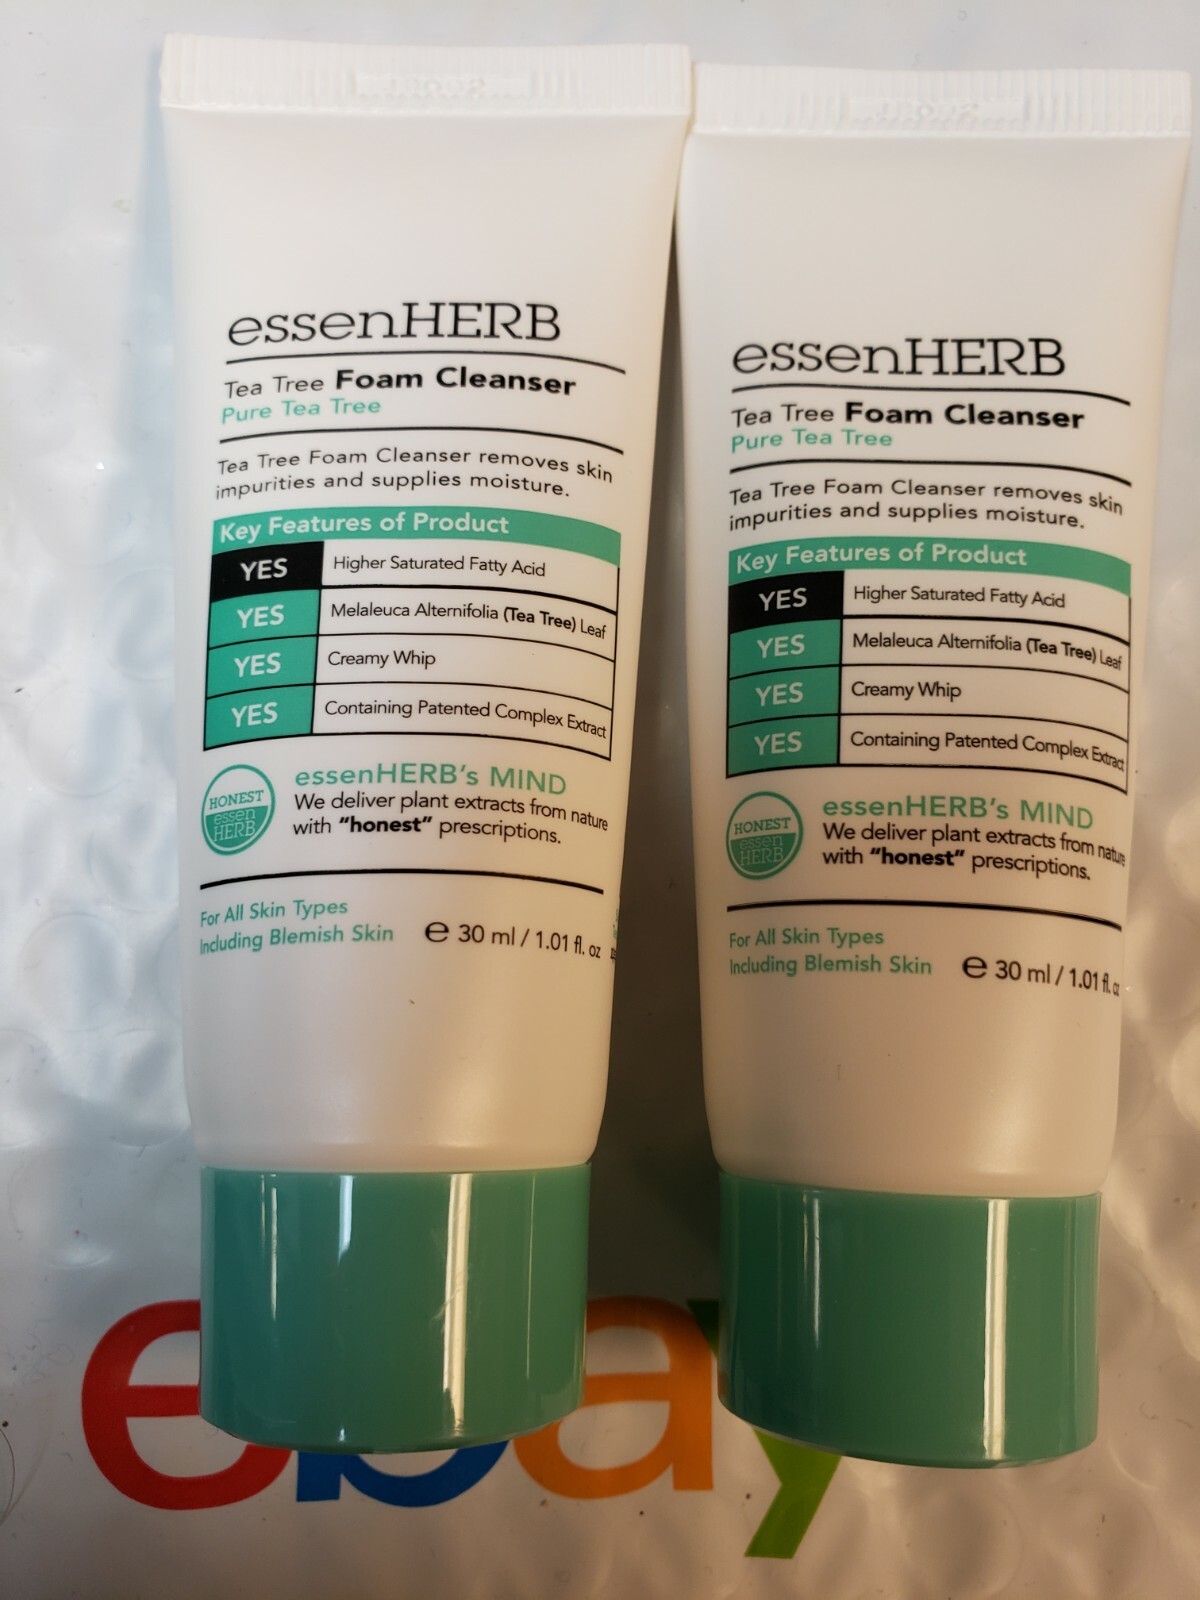 essenHERB
Tea Tree Foam Cleanser
Pure Tea Tree
Tea Tree Foam Cleanser removes skin
impurities and supplies moisture.
Key Features of Product
YES Higher Saturated Fatty Acid
YES Melaleuca Alternifolia (Tea Tree) Leaf
YES Creamy Whip
YES Containing Patented Complex Extract
HONEST
essen
HERB
essenHERB's MIND
We deliver plant extracts from nature
with "honest" prescriptions.
For All Skin Types
Including Blemish Skin
e 30 ml / 1.01 fl. oz
essenHERB
Tea Tree Foam Cleanser
Pure Tea Tree
Tea Tree Foam Cleanser removes skin
impurities and supplies moisture.
Key Features of Product
YES Higher Saturated Fatty Acid
YES Melaleuca Alternifolia (Tea Tree) Leaf
YES Creamy Whip
YES Containing Patented Complex Extract
HONEST
essen
HERB
essenHERB's MIND
We deliver plant extracts from nature
with "honest" prescriptions.
For All Skin Types
Including Blemish Skin
e 30 ml / 1.01 fl. oz
ebay